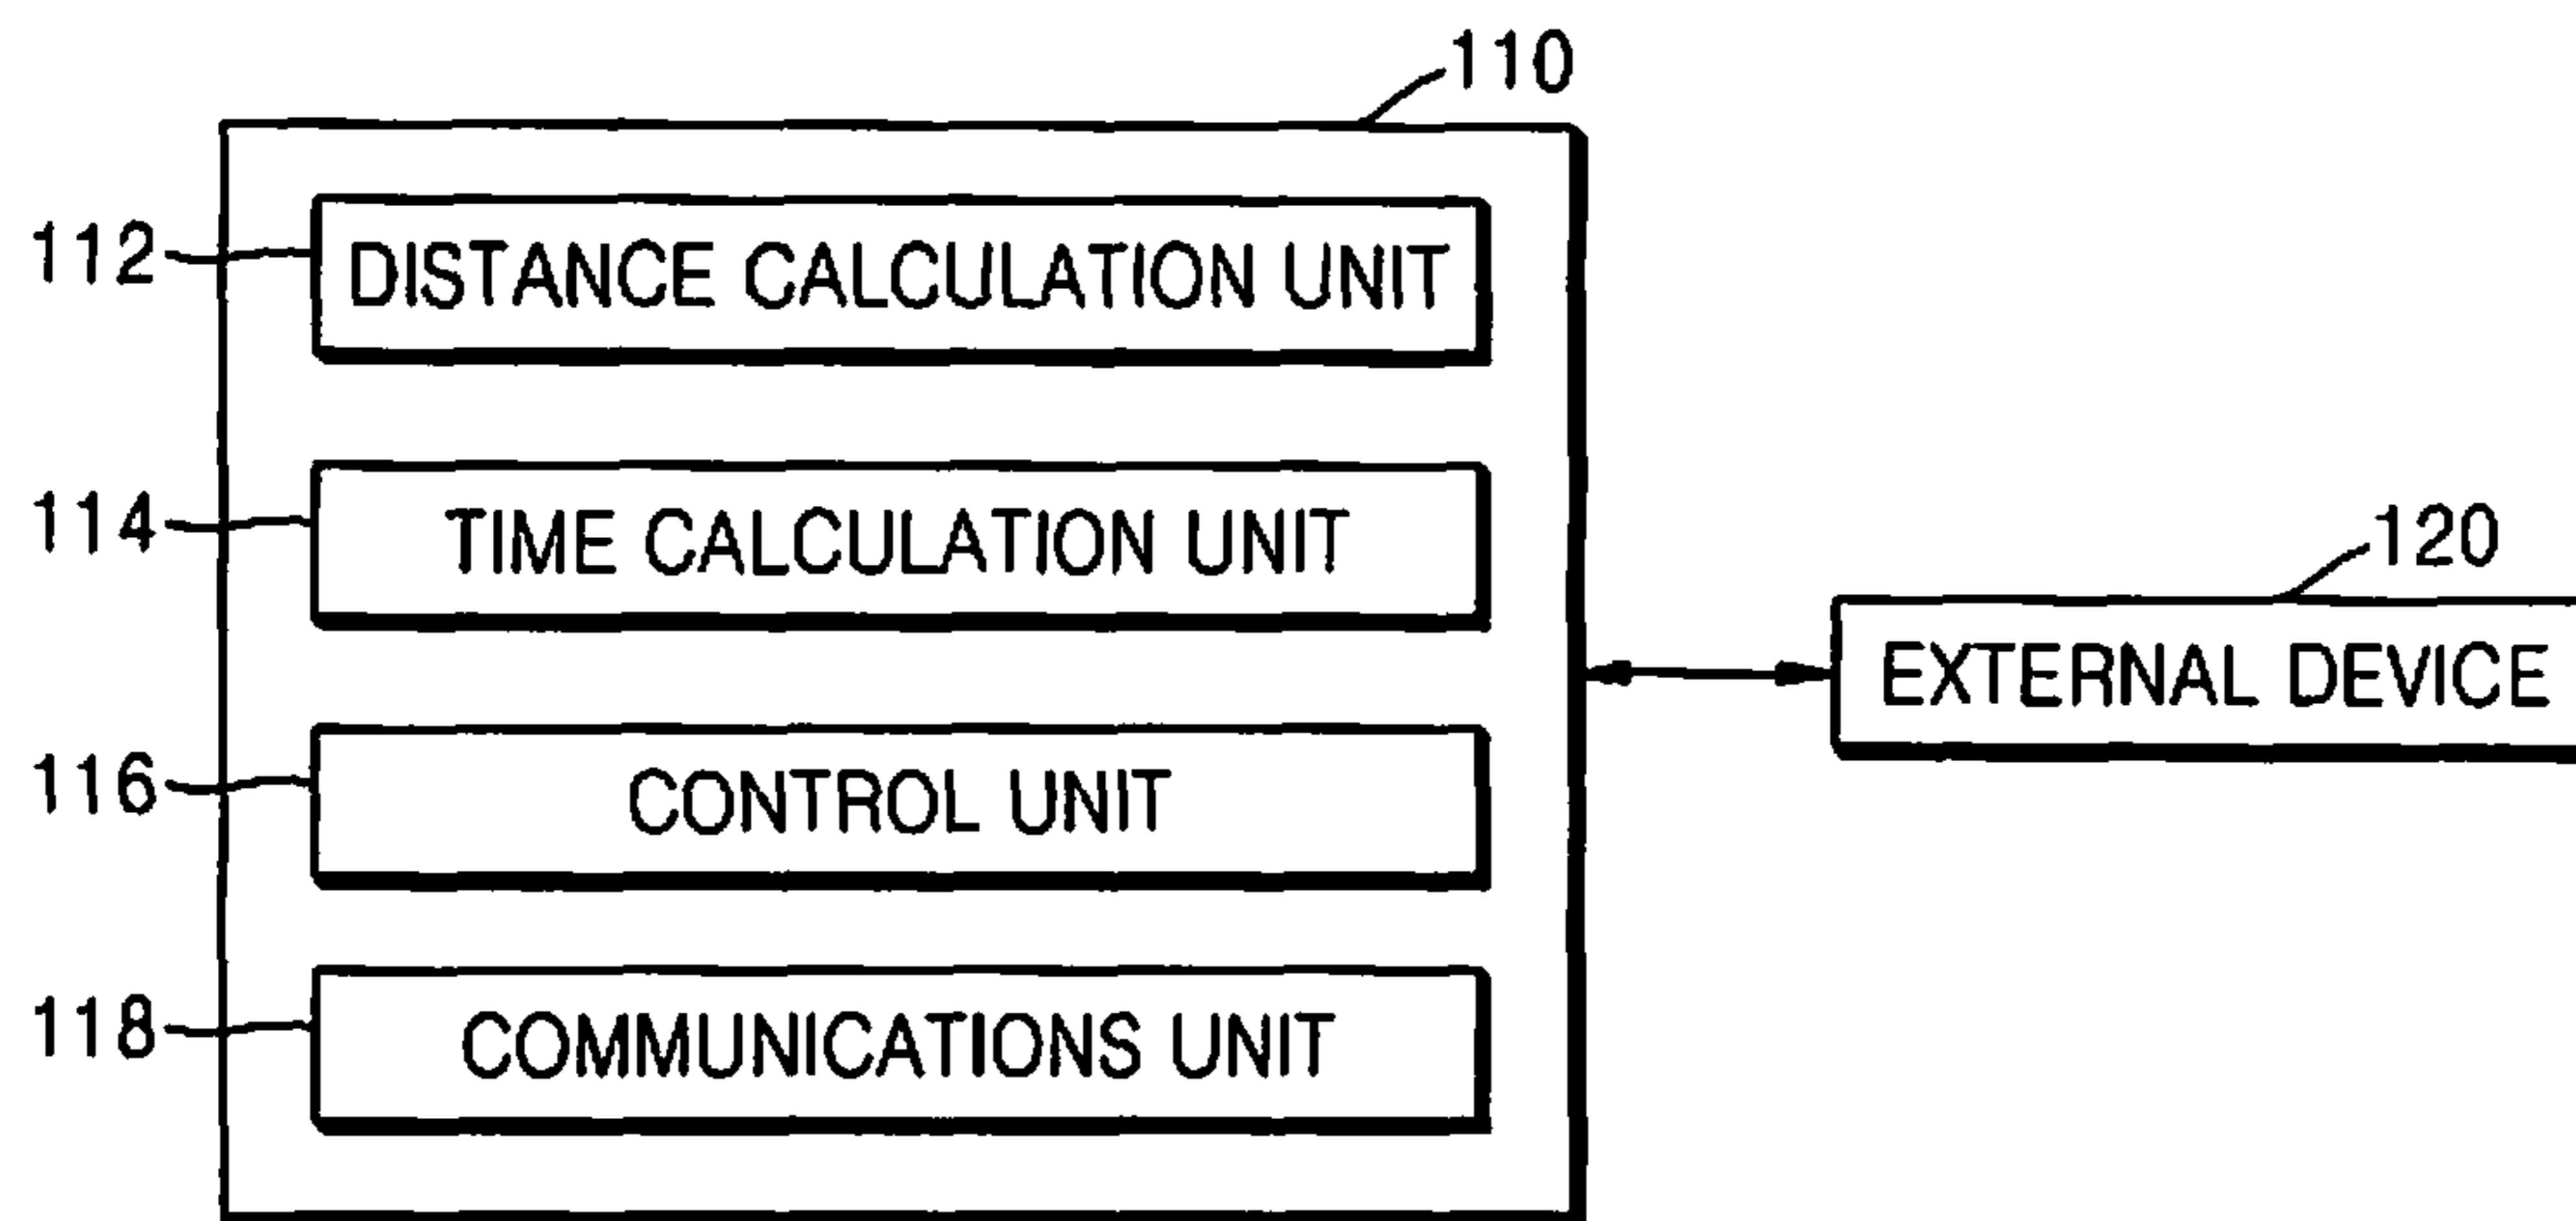 110
112
DISTANCE CALCULATION UNIT
114
TIME CALCULATION UNIT
120
EXTERNAL DEVICE
116
CONTROL UNIT
118
COMMUNICATIONS UNIT